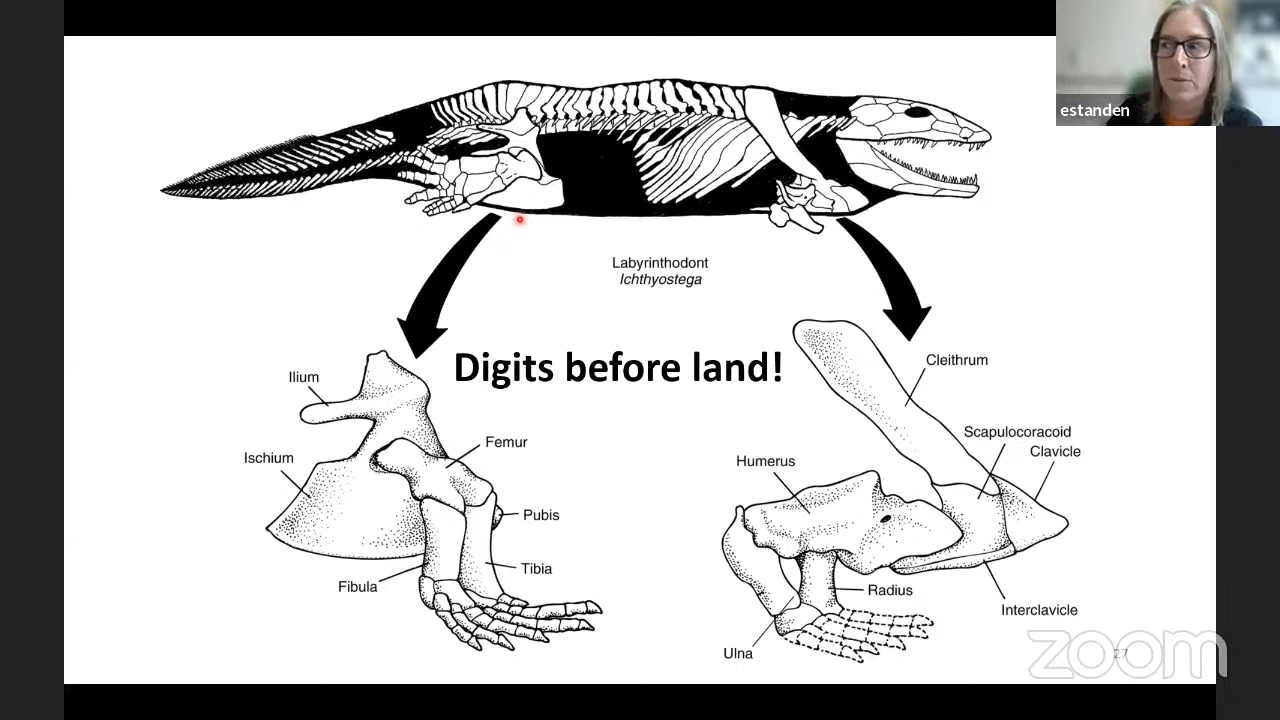 estanden
Labyrinthodont
Ichthyostega
Digits before land!
Ilium
Ischium
Femur
Pubis
Tibia
Fibula
Cleithrum
Scapulocoracoid
Clavicle
Humerus
Radius
Interclavicle
Ulna
27
zoom